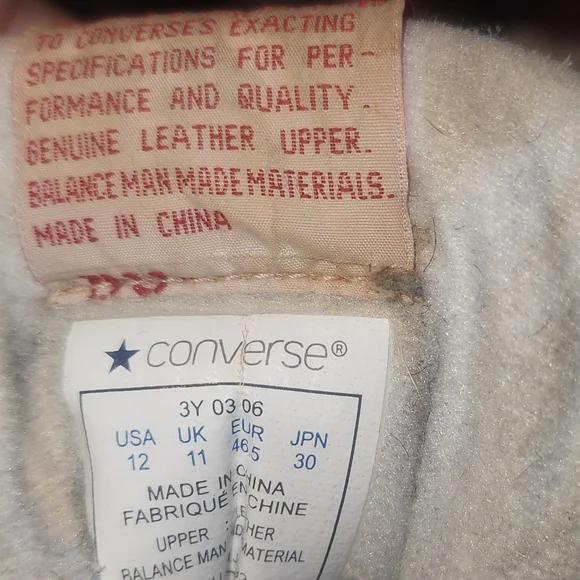 TO CONVERSE'S EXACTING
SPECIFICATIONS FOR PER-
FORMANCE AND QUALITY.
GENUINE LEATHER UPPER.
BALANCE MAN MADE MATERIALS.
MADE IN CHINA
converse®
3Y 03 06
USA UK EUR JPN
12 11 46.5 30
MADE IN CHINA
FABRIQUÉ EN CHINE
UPPER
BALANCE MAN MATERIAL